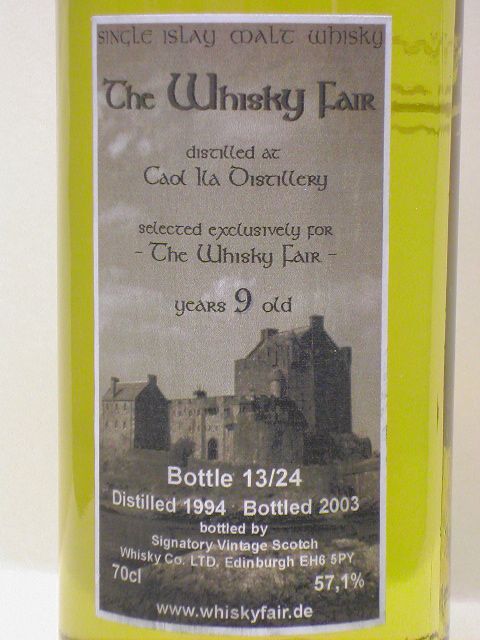 SINGLE ISLAY MALT WHISKY
The Whisky Fair
distilled at
Caol Ila Distillery
selected exclusively for
- The Whisky Fair -
years 9 old
Bottle 13/24
Distilled 1994 Bottled 2003
bottled by
Signatory Vintage Scotch
Whisky Co. LTD. Edinburgh EH6 5PY
70cl 57,1%
www.whiskyfair.de